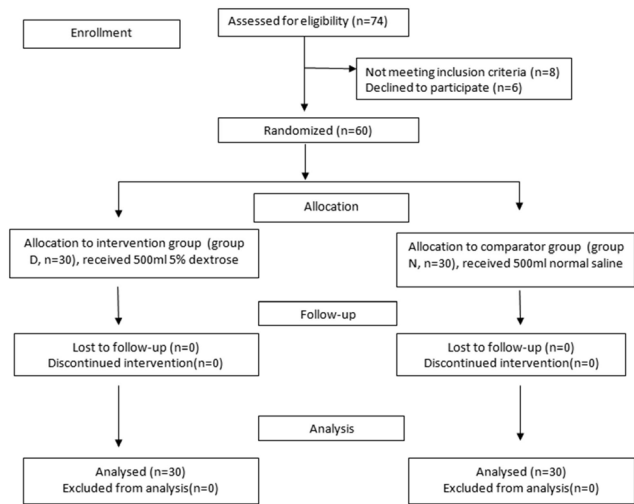 Assessed for eligibility (n=74)
Enrollment
Not meeting inclusion criteria (n=8)
Declined to participate (n=6)
Randomized (n=60)
Allocation
Allocation to intervention group (group
D, n=30), received 500ml 5% dextrose
Allocation to comparator group (group
N, n=30), received 500ml normal saline
Follow-up
Lost to follow-up (n=0)
Discontinued intervention(n=0)
Lost to follow-up (n=0)
Discontinued intervention(n=0)
Analysis
Analysed (n=30)
Excluded from analysis(n=0)
Analysed (n=30)
Excluded from analysis(n=0)